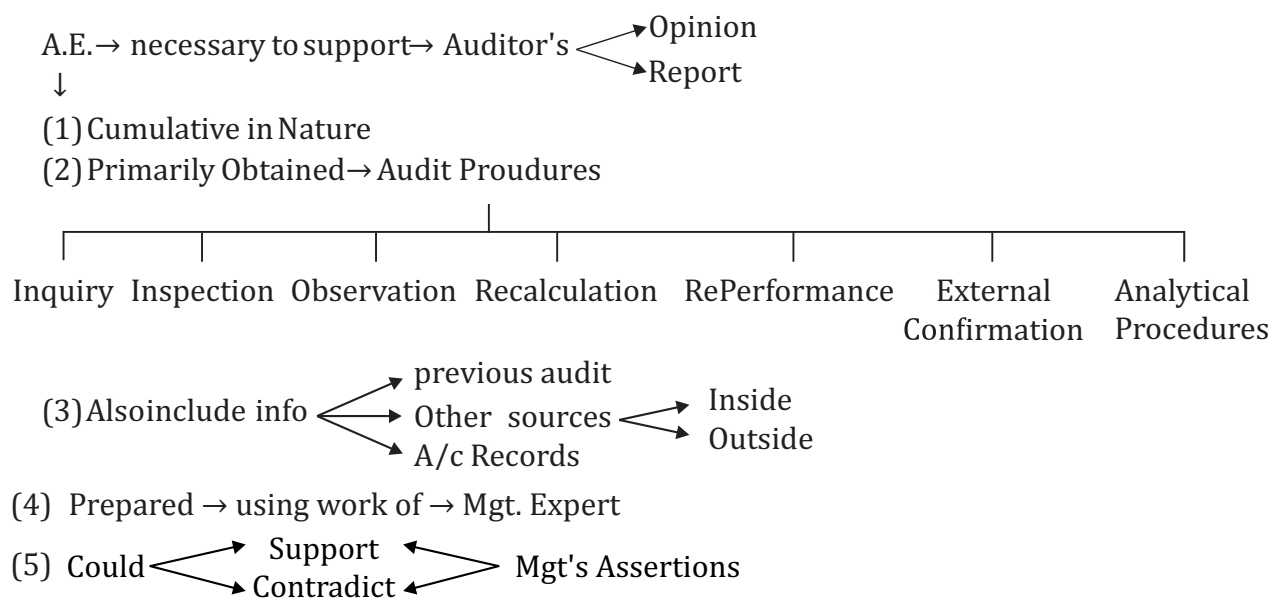 A.E.→ necessary to support→ Auditor's
Opinion
Report
↓
(1) Cumulative in Nature
(2) Primarily Obtained→ Audit Proudures
Inquiry Inspection Observation Recalculation RePerformance External Confirmation Analytical Procedures
(3) Alsoinclude info
previous audit
Other sources
A/c Records
Inside
Outside
(4) Prepared → using work of → Mgt. Expert
(5) Could
Support
Contradict
Mgt's Assertions